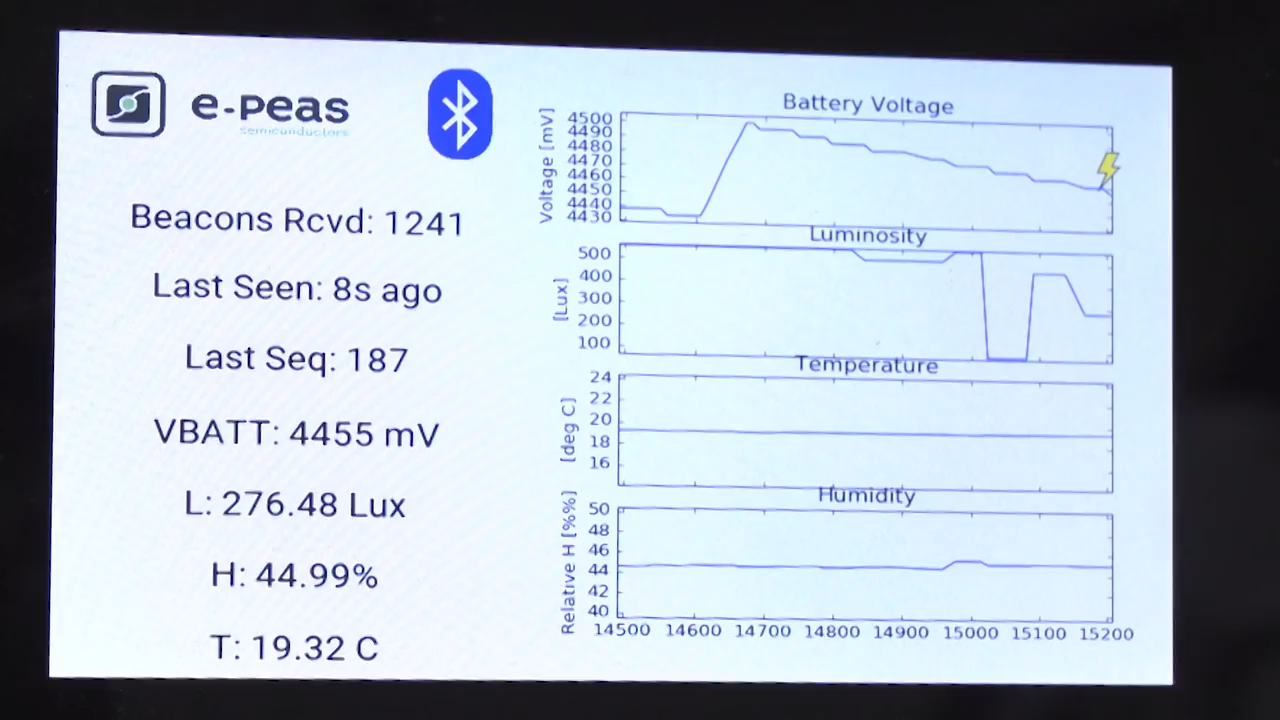 e-peas
semiconductors
Beacons Rcvd: 1241
Last Seen: 8s ago
Last Seq: 187
VBATT: 4455 mV
L: 276.48 Lux
H: 44.99%
T: 19.32 C
Battery Voltage
Voltage [mV]
4500
4490
4480
4470
4460
4450
4440
4430
Luminosity
[Lux]
500
400
300
200
100
Temperature
[deg C]
24
22
20
18
16
Humidity
Relative H [%%]
50
48
46
44
42
40
14500 14600 14700 14800 14900 15000 15100 15200